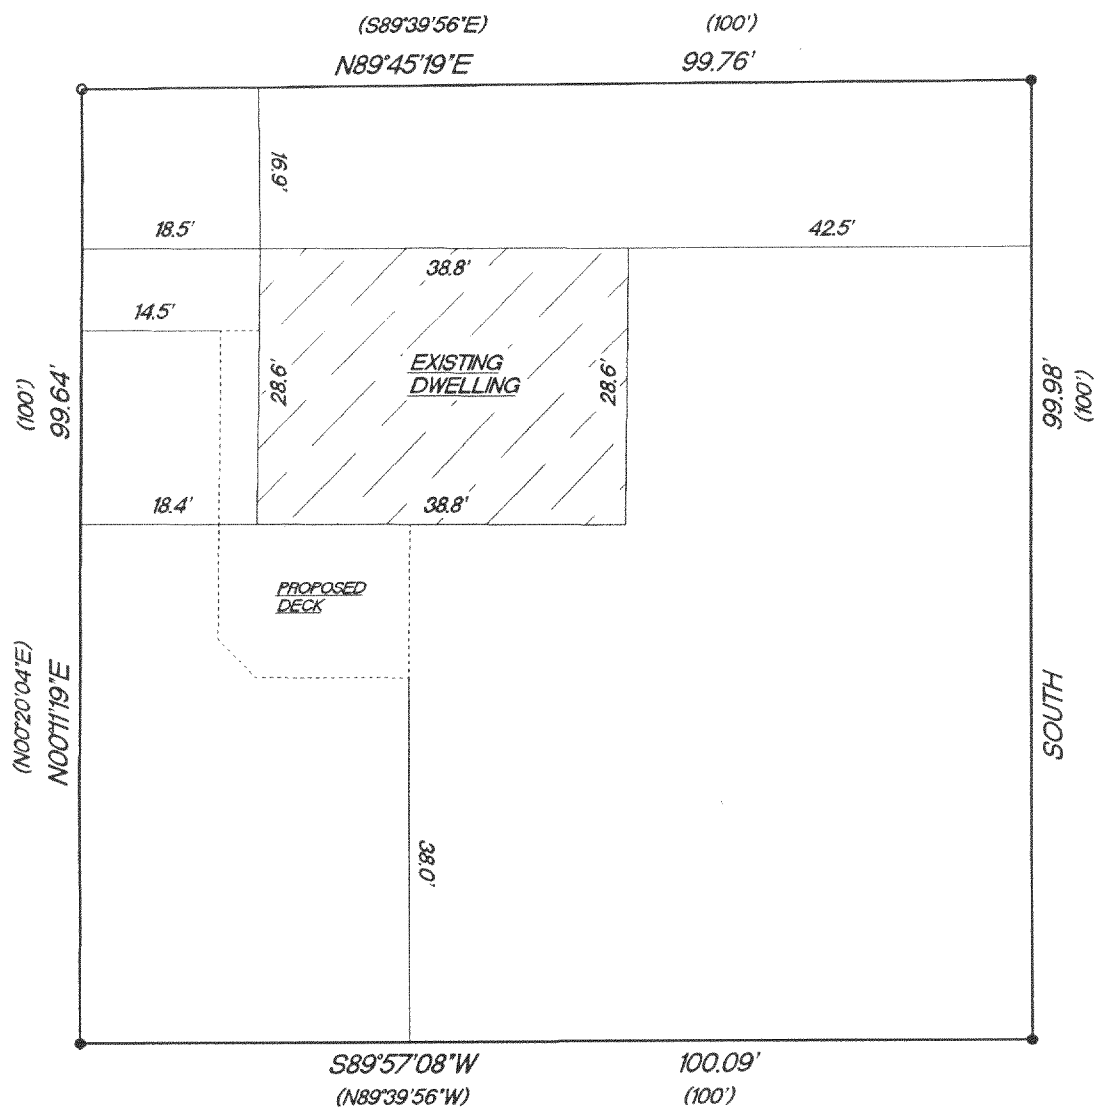 (S89°39'56"E) (100')
N89°45'19"E 99.76'
16.9'
18.5' 42.5'
38.8'
14.5'
EXISTING
DWELLING
28.6'
28.6'
(100')
99.64'
99.98'
(100')
18.4' 38.8'
PROPOSED
DECK
(N00°20'04"E)
N00°11'19"E
SOUTH
38.0'
S89°57'08"W 100.09'
(N89°39'56"W) (100')